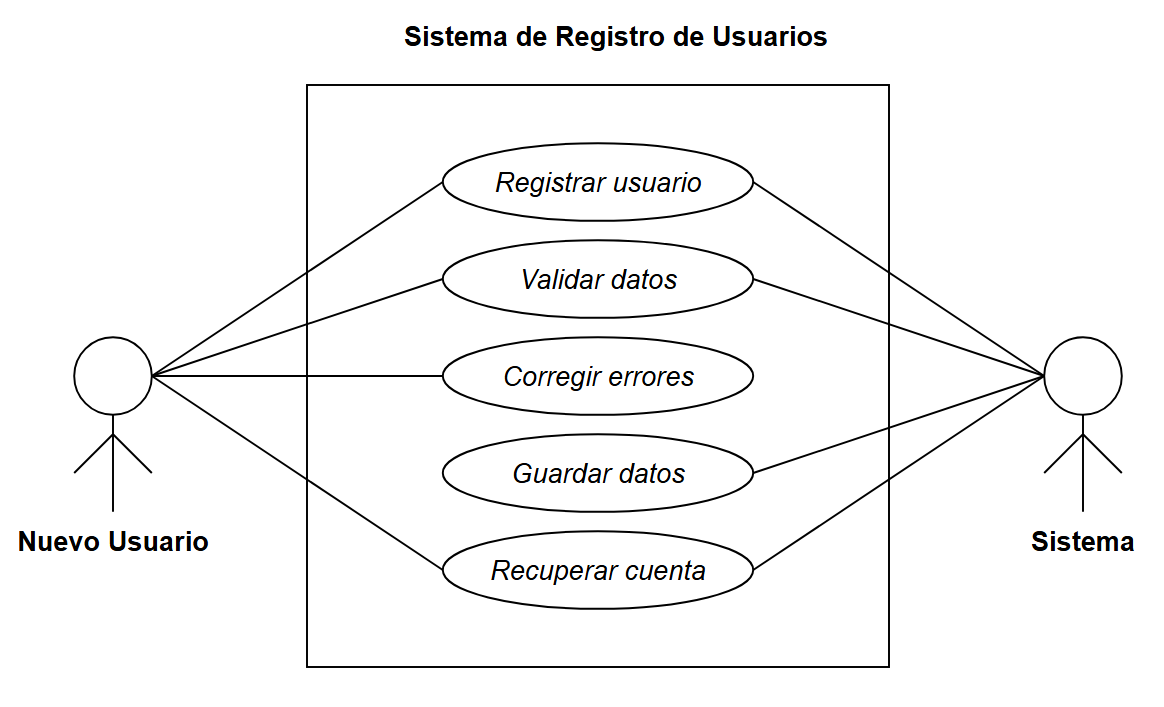 Sistema de Registro de Usuarios
Registrar usuario
Validar datos
Corregir errores
Guardar datos
Recuperar cuenta
Nuevo Usuario
Sistema